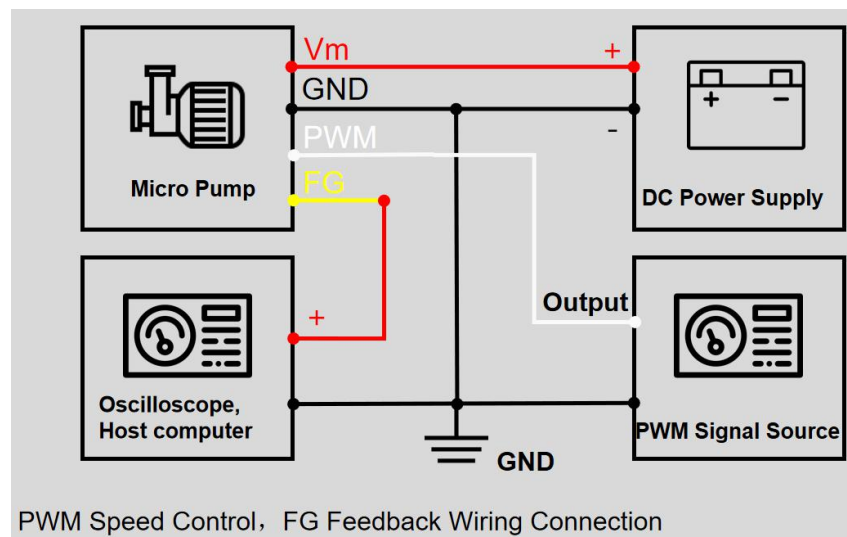 Vm
+
GND
-
PWM
FG
Micro Pump
+ -
DC Power Supply
+
Output
Oscilloscope,
Host computer
PWM Signal Source
GND
PWM Speed Control，FG Feedback Wiring Connection